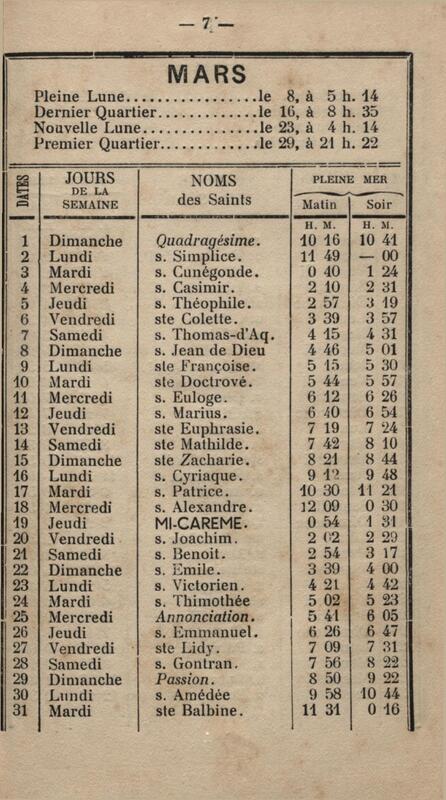 — 7 —
MARS
Pleine Lune.................le 8, à 5 h. 14
Dernier Quartier............le 16, à 8 h. 35
Nouvelle Lune...............le 23, à 4 h. 14
Premier Quartier............le 29, à 21 h. 22
DATES JOURS DE LA SEMAINE NOMS des Saints PLEINE MER
Matin Soir
H. M. H. M.
1 Dimanche Quadragésime. 10 16 10 41
2 Lundi s. Simplice. 11 49 — 00
3 Mardi s. Cunégonde. 0 40 1 24
4 Mercredi s. Casimir. 2 10 2 31
5 Jeudi s. Théophile. 2 57 3 19
6 Vendredi ste Colette. 3 39 3 57
7 Samedi s. Thomas-d'Aq. 4 15 4 31
8 Dimanche s. Jean de Dieu 4 46 5 01
9 Lundi ste Françoise. 5 15 5 30
10 Mardi ste Doctrové. 5 44 5 57
11 Mercredi s. Euloge. 6 12 6 26
12 Jeudi s. Marius. 6 40 6 54
13 Vendredi ste Euphrasie. 7 19 7 24
14 Samedi ste Mathilde. 7 42 8 10
15 Dimanche ste Zacharie. 8 21 8 44
16 Lundi s. Cyriaque. 9 12 9 48
17 Mardi s. Patrice. 10 30 11 21
18 Mercredi s. Alexandre. 12 09 0 30
19 Jeudi MI-CAREME. 0 54 1 31
20 Vendredi s. Joachim. 2 02 2 29
21 Samedi s. Benoit. 2 54 3 17
22 Dimanche s. Emile. 3 39 4 00
23 Lundi s. Victorien. 4 21 4 42
24 Mardi s. Thimothée 5 02 5 23
25 Mercredi Annonciation. 5 41 6 05
26 Jeudi s. Emmanuel. 6 26 6 47
27 Vendredi ste Lidy. 7 09 7 31
28 Samedi s. Gontran. 7 56 8 22
29 Dimanche Passion. 8 50 9 22
30 Lundi s. Amédée 9 58 10 44
31 Mardi ste Balbine. 11 31 0 16